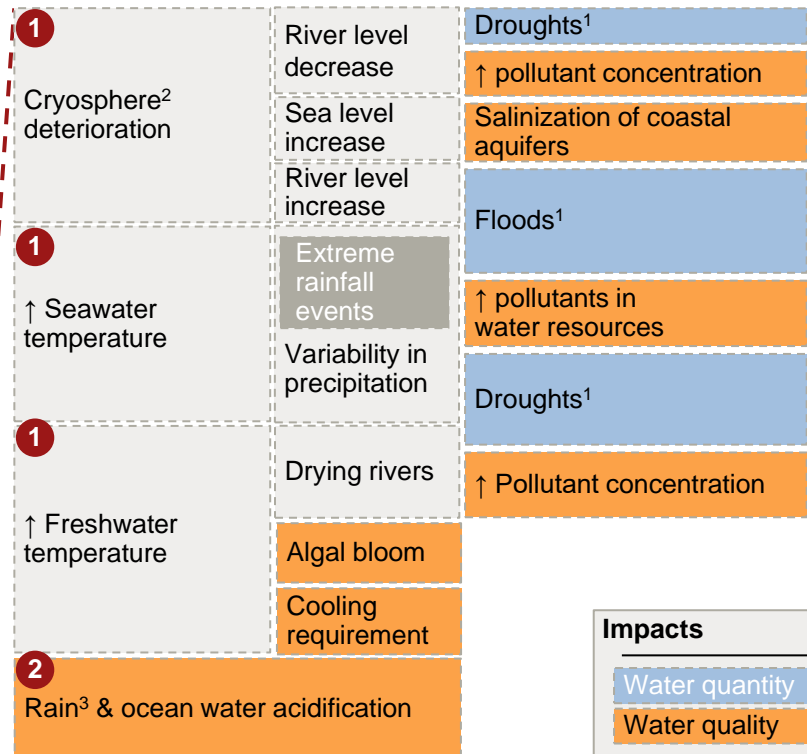 1
Cryosphere²
deterioration
River level
decrease
Sea level
increase
River level
increase
Droughts¹
↑ pollutant concentration
Salinization of coastal
aquifers
Floods¹
1
↑ Seawater
temperature
Extreme
rainfall
events
Variability in
precipitation
↑ pollutants in
water resources
Droughts¹
1
↑ Freshwater
temperature
Drying rivers
↑ Pollutant concentration
Algal bloom
Cooling
requirement
2
Rain³ & ocean water acidification
Impacts
Water quantity
Water quality